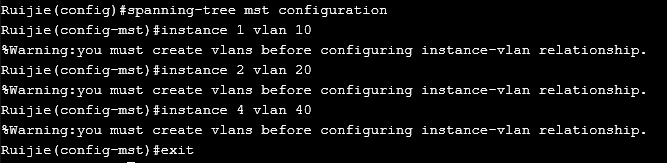 Ruijie(config)#spanning-tree mst configuration
Ruijie(config-mst)#instance 1 vlan 10
%Warning:you must create vlans before configuring instance-vlan relationship.
Ruijie(config-mst)#instance 2 vlan 20
%Warning:you must create vlans before configuring instance-vlan relationship.
Ruijie(config-mst)#instance 4 vlan 40
%Warning:you must create vlans before configuring instance-vlan relationship.
Ruijie(config-mst)#exit